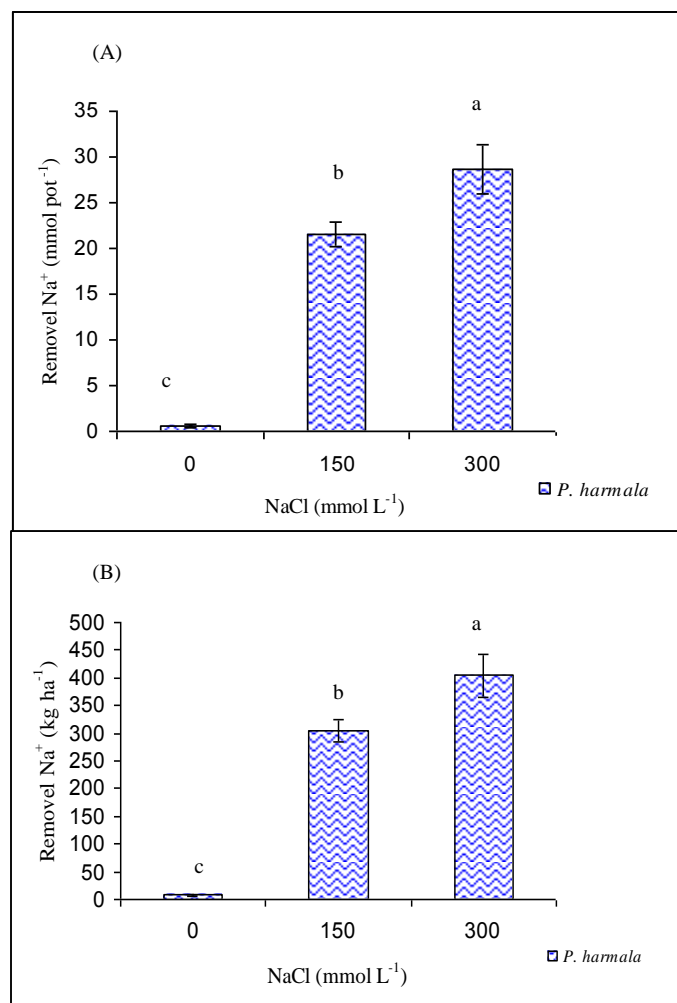 (A)
35
30
25
20
15
10
5
0
Removel Na⁺ (mmol pot⁻¹)
c
b
a
0 150 300
NaCl (mmol L⁻¹)
P. harmala
(B)
500
450
400
350
300
250
200
150
100
50
0
Removel Na⁺ (kg ha⁻¹)
c
b
a
0 150 300
NaCl (mmol L⁻¹)
P. harmala